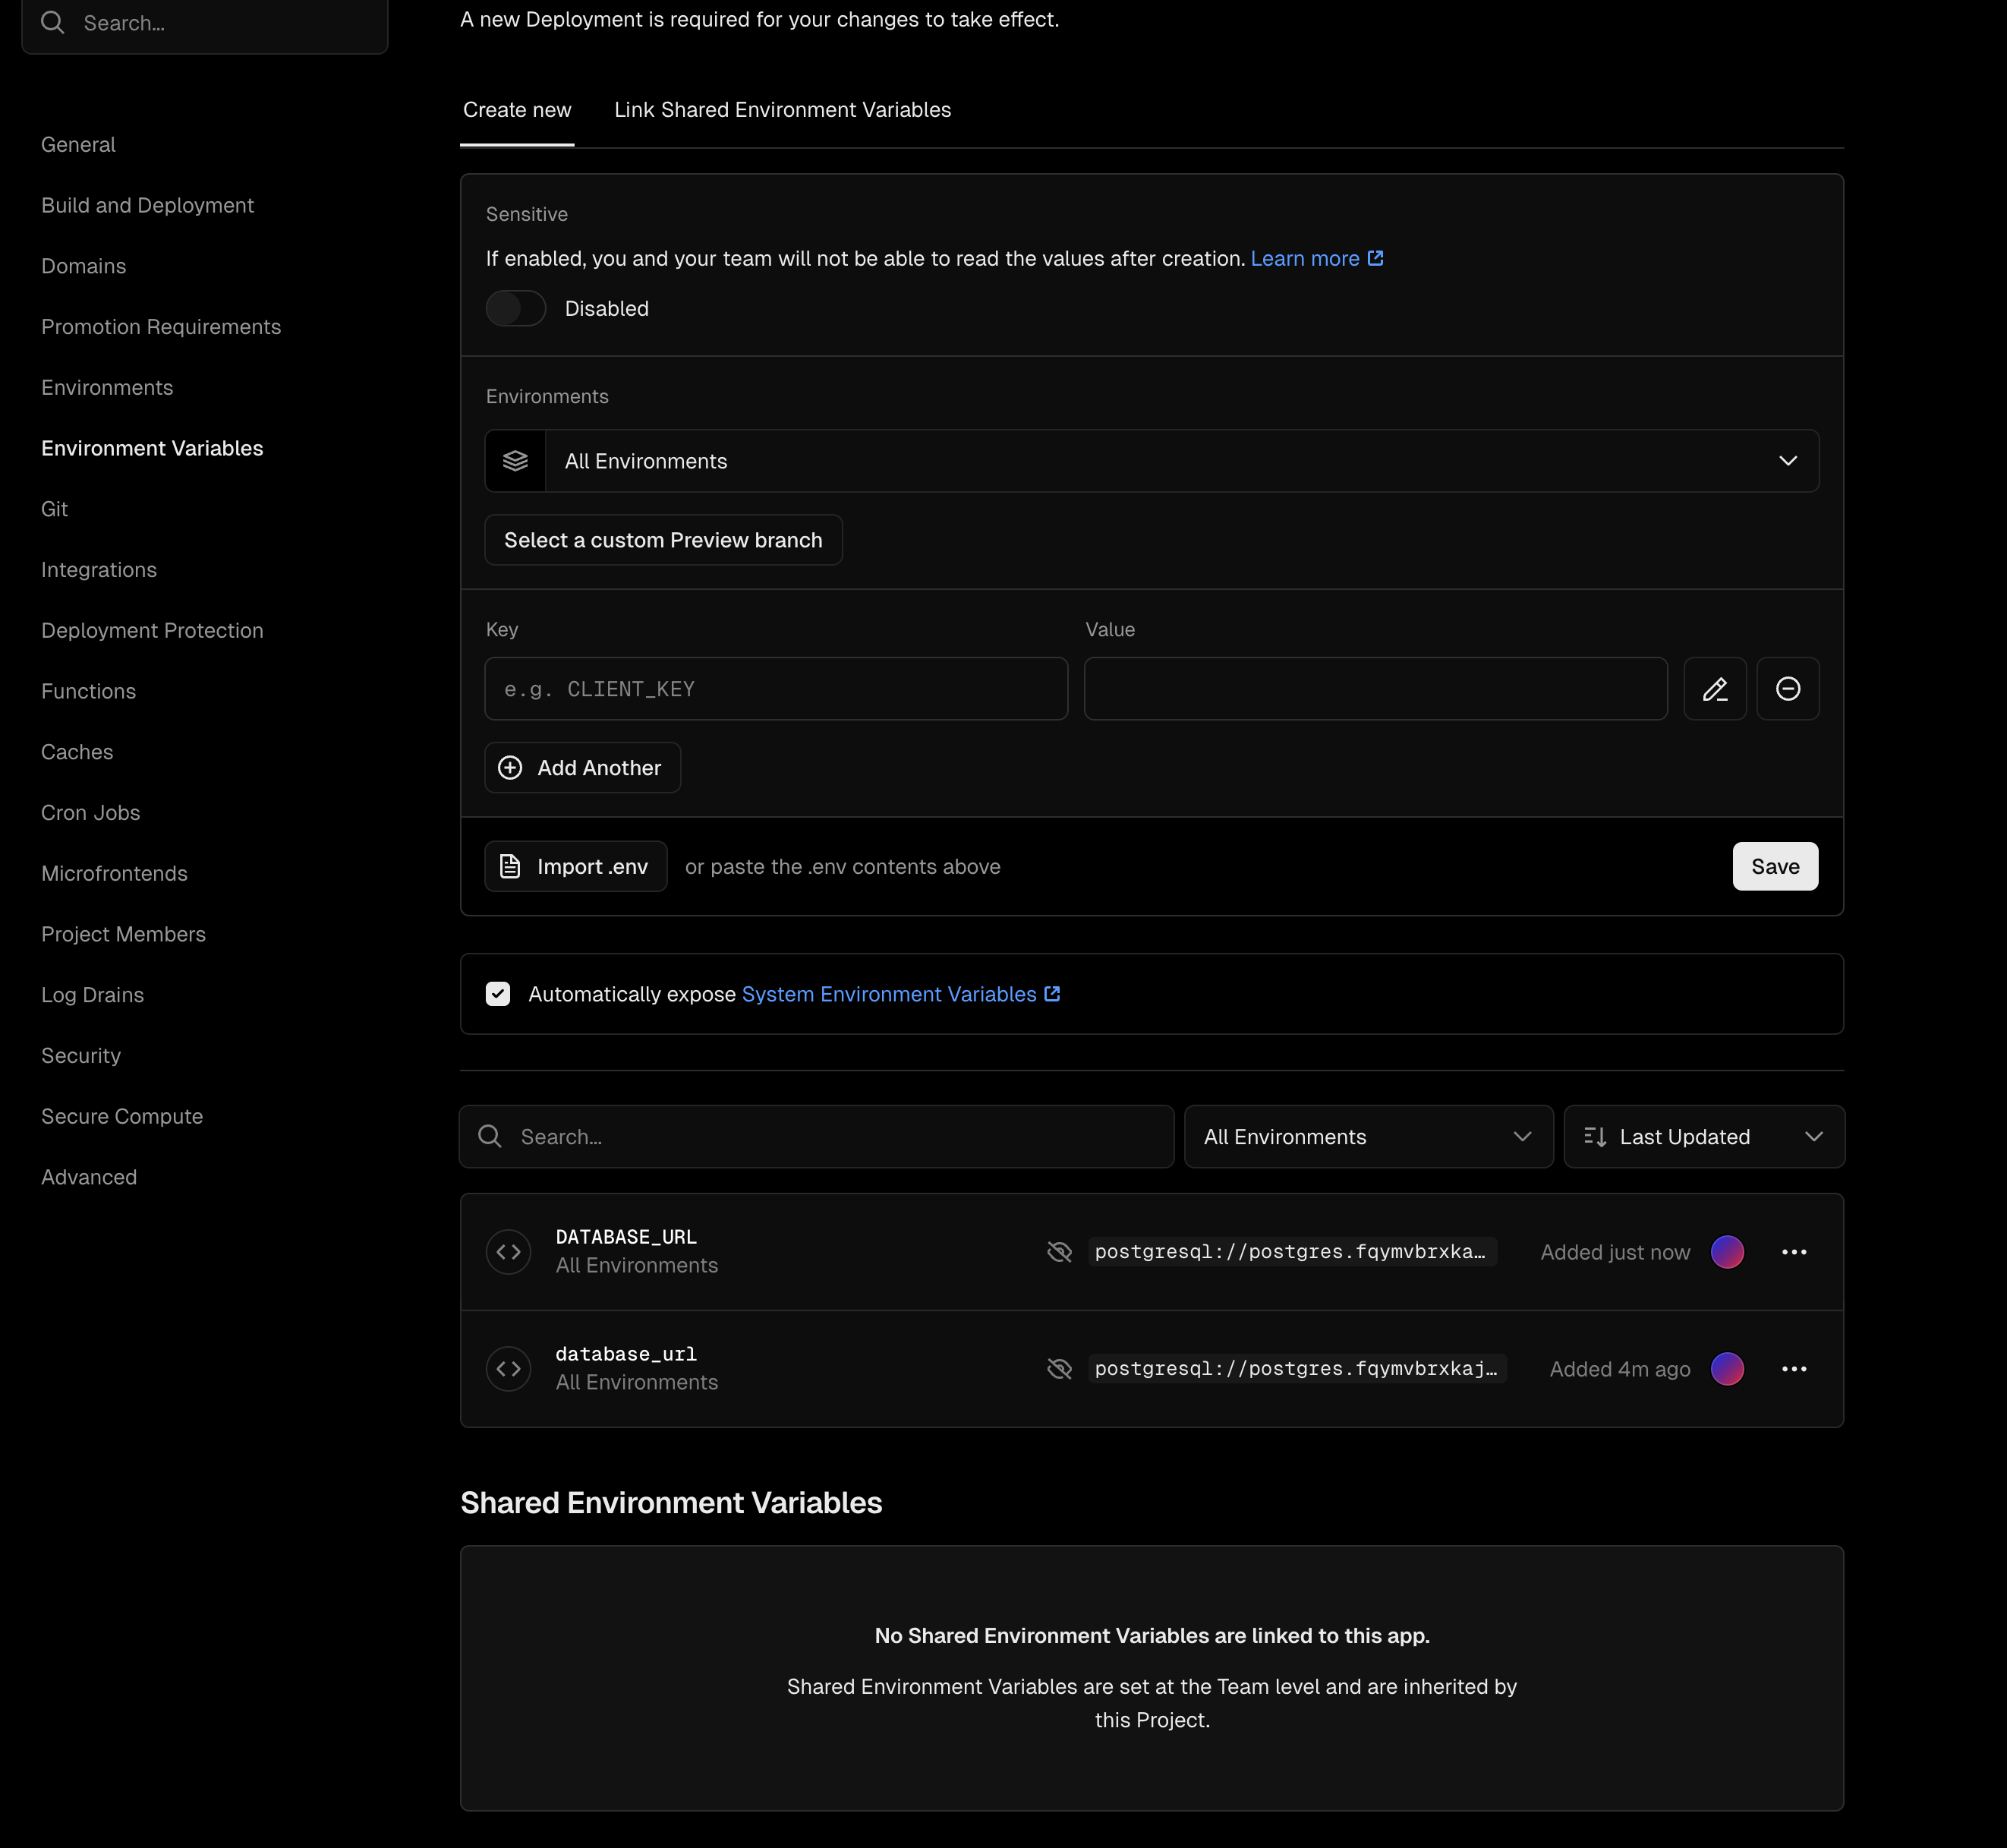 Search...
General
Build and Deployment
Domains
Promotion Requirements
Environments
Environment Variables
Git
Integrations
Deployment Protection
Functions
Caches
Cron Jobs
Microfrontends
Project Members
Log Drains
Security
Secure Compute
Advanced
A new Deployment is required for your changes to take effect.
Create new
Link Shared Environment Variables
Sensitive
If enabled, you and your team will not be able to read the values after creation. Learn more
Disabled
Environments
All Environments
Select a custom Preview branch
Key
Value
e.g. CLIENT_KEY
Add Another
Import .env
or paste the .env contents above
Save
Automatically expose System Environment Variables
Search...
All Environments
Last Updated
DATABASE_URL
All Environments
postgresql://postgres.fqymvbrxka…
Added just now
database_url
All Environments
postgresql://postgres.fqymvbrxkaj…
Added 4m ago
Shared Environment Variables
No Shared Environment Variables are linked to this app.
Shared Environment Variables are set at the Team level and are inherited by
this Project.